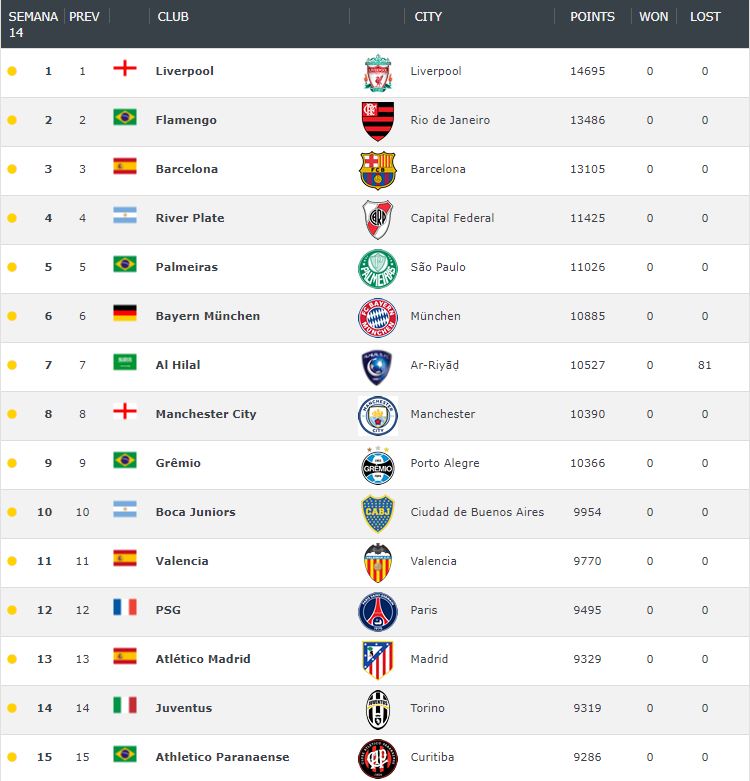 SEMANA 14 PREV CLUB CITY POINTS WON LOST
1 1 Liverpool Liverpool 14695 0 0
2 2 Flamengo Rio de Janeiro 13486 0 0
3 3 Barcelona Barcelona 13105 0 0
4 4 River Plate Capital Federal 11425 0 0
5 5 Palmeiras São Paulo 11026 0 0
6 6 Bayern München München 10885 0 0
7 7 Al Hilal Ar-Riyāḍ 10527 0 81
8 8 Manchester City Manchester 10390 0 0
9 9 Grêmio Porto Alegre 10366 0 0
10 10 Boca Juniors Ciudad de Buenos Aires 9954 0 0
11 11 Valencia Valencia 9770 0 0
12 12 PSG Paris 9495 0 0
13 13 Atlético Madrid Madrid 9329 0 0
14 14 Juventus Torino 9319 0 0
15 15 Athletico Paranaense Curitiba 9286 0 0